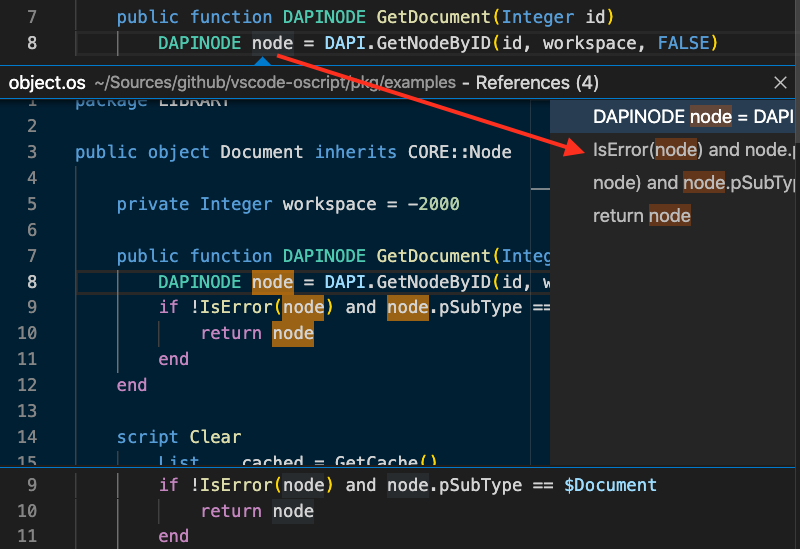 7 public function DAPINODE GetDocument(Integer id)
8 DAPINODE node = DAPI.GetNodeByID(id, workspace, FALSE)
object.os ~/Sources/github/vscode-oscript/pkg/examples - References (4)
1 package LIBRARY
2
3 public object Document inherits CORE::Node
4
5 private Integer workspace = -2000
6
7 public function DAPINODE GetDocument(Integ
8 DAPINODE node = DAPI.GetNodeByID(id, w
9 if !IsError(node) and node.pSubType ==
10 return node
11 end
12 end
13
14 script Clear
15 List __cached = GetCache()
DAPINODE node = DAPI
IsError(node) and node.p
node) and node.pSubTy
return node
9 if !IsError(node) and node.pSubType == $Document
10 return node
11 end